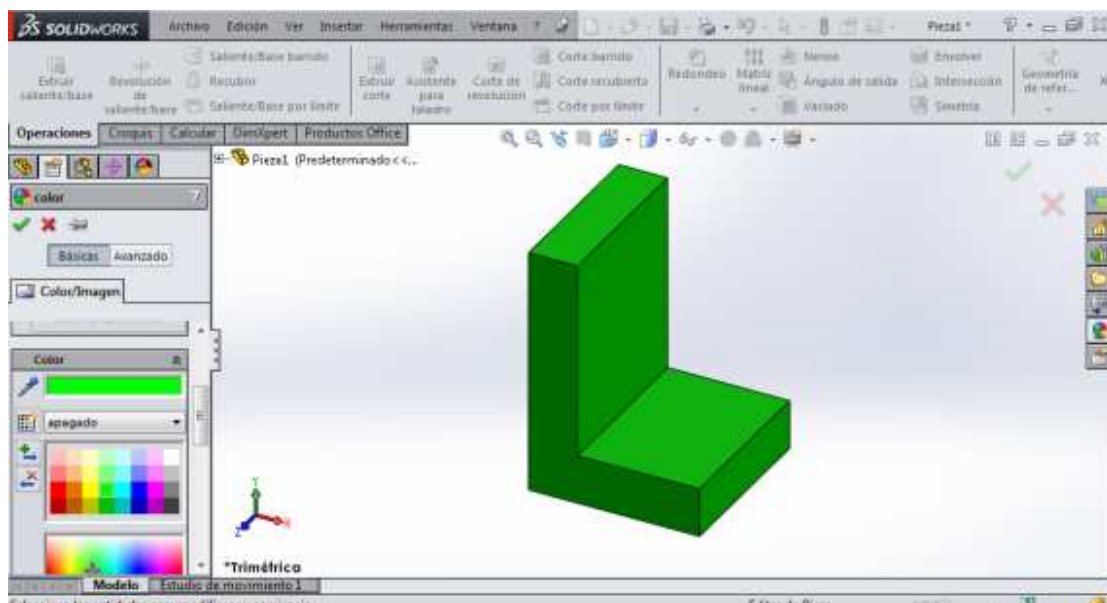 SOLIDWORKS Archivo Edición Ver Insertar Herramientas Ventana ? Pieza1 *
Extruir saliente/base
Revolución de saliente/base
Saliente/Base barrido
Recubrir
Saliente/Base por límite
Extruir corte
Asistente para taladro
Corte de revolución
Corte barrido
Corte recubierto
Corte por límite
Redondeo
Matriz lineal
Nervio
Ángulo de salida
Vaciado
Envolver
Intersección
Simetría
Geometría de refer...
Operaciones Croquis Calcular DimXpert Productos Office
Pieza1 (Predeterminado<<...
color ?
Básicas Avanzado
Color/Imagen
Color
apagado
Y
X
Z
*Trimétrica
Modelo Estudio de movimiento 1